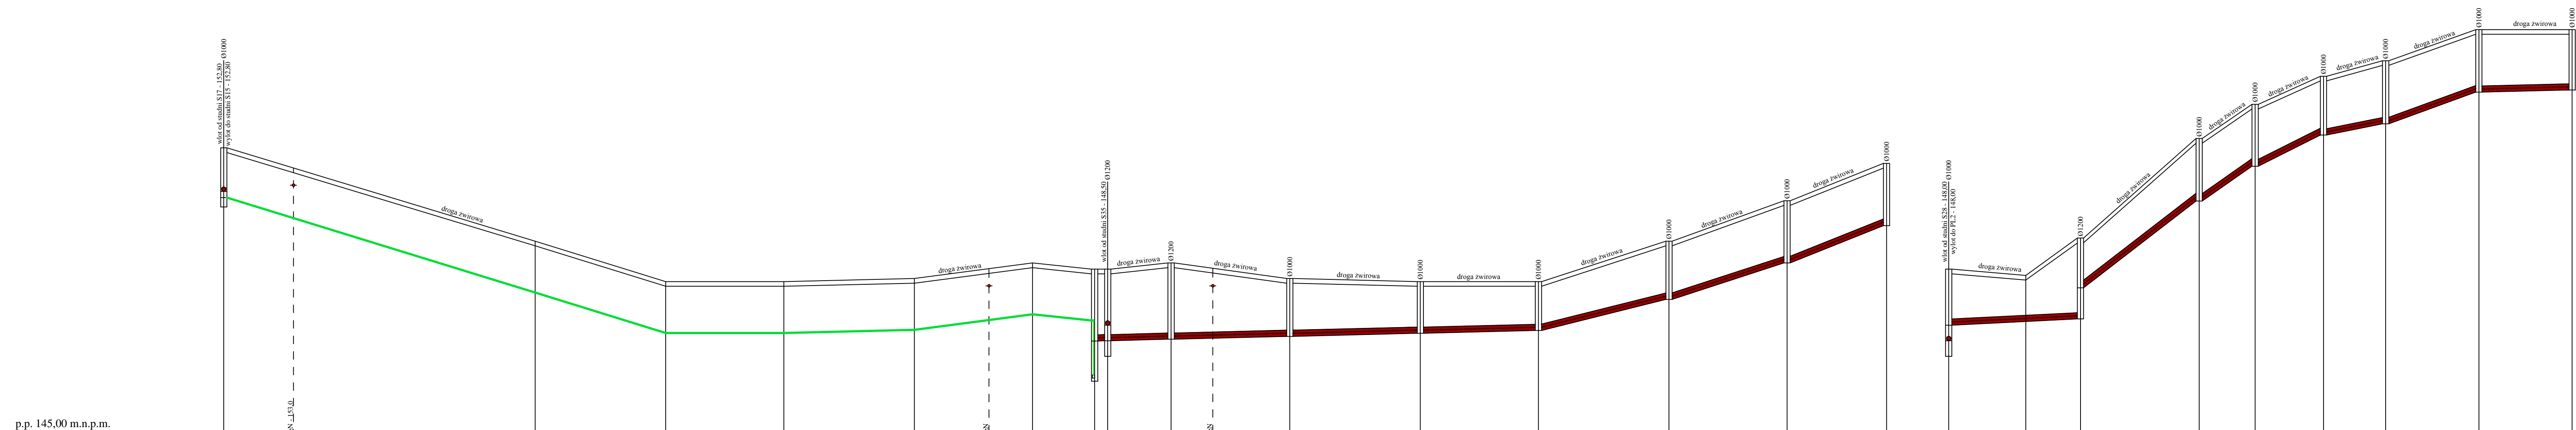 Ø1000
wlot od studni S17 - 152,80
wylot do studni S15 - 152,80
droga żwirowa
droga żwirowa
wlot od studni S35 - 148,50
Ø1200
droga żwirowa
Ø1200
droga żwirowa
Ø1000
droga żwirowa
Ø1000
droga żwirowa
Ø1000
droga żwirowa
Ø1000
droga żwirowa
Ø1000
droga żwirowa
Ø1000
wlot od studni S28 - 148,00
Ø1000
wylot do PL2 - 148,00
droga żwirowa
Ø1200
droga żwirowa
Ø1000
droga żwirowa
Ø1000
droga żwirowa
Ø1000
droga żwirowa
Ø1000
droga żwirowa
Ø1000
droga żwirowa
Ø1000
N - 153,0
p.p. 145,00 m.n.p.m.